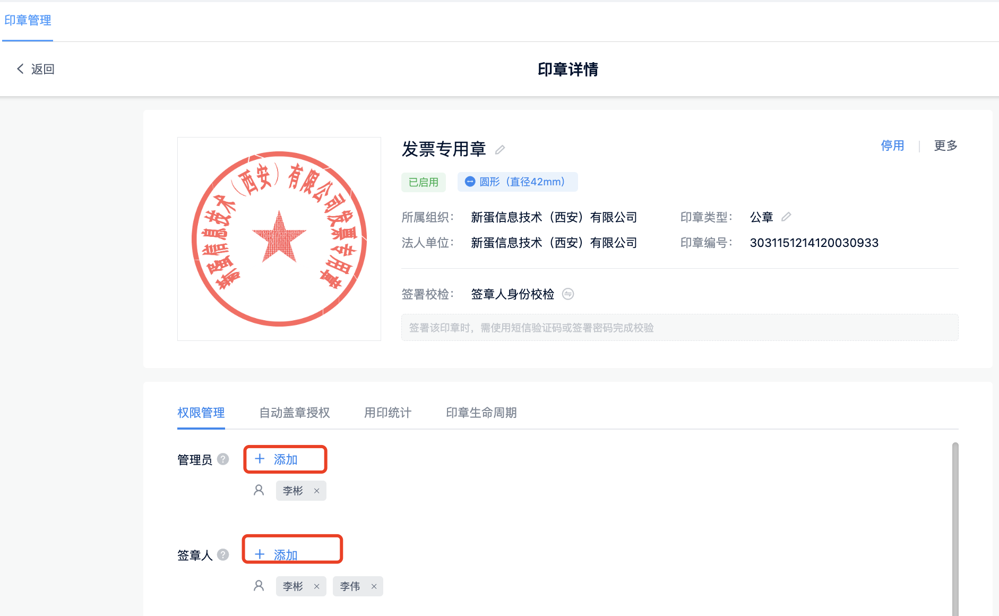 印章管理
返回
印章详情
新蛋信息技术（西安）有限公司发票专用章
发票专用章
停用 | 更多
已启用
圆形（直径42mm）
所属组织： 新蛋信息技术（西安）有限公司 印章类型： 公章
法人单位： 新蛋信息技术（西安）有限公司 印章编号： 3031151214120030933
签署校检： 签章人身份校检
签署该印章时，需使用短信验证码或签署密码完成校验
权限管理 自动盖章授权 用印统计 印章生命周期
管理员 ? + 添加
李彬 ×
签章人 ? + 添加
李彬 × 李伟 ×